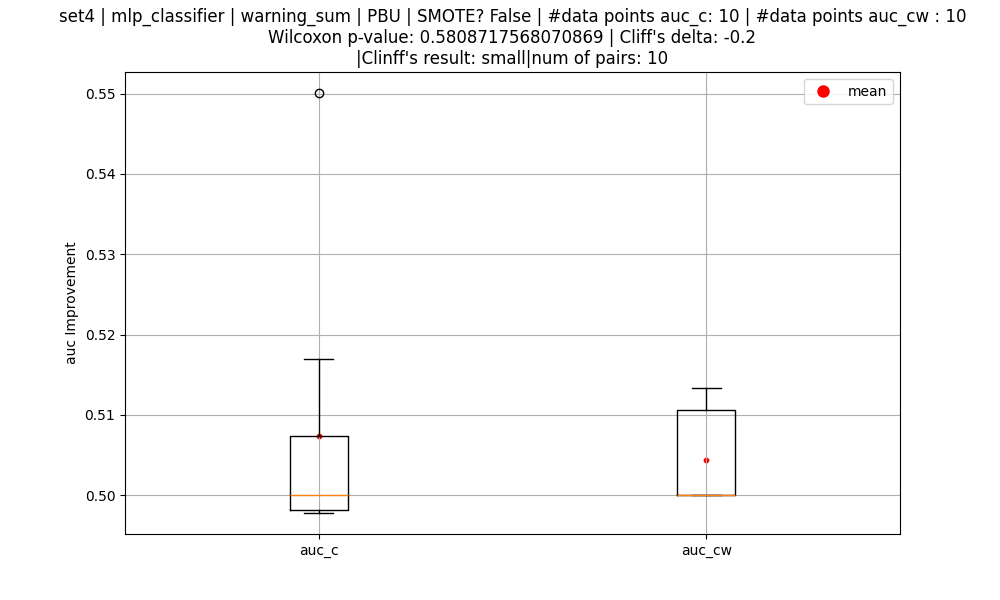 set4 | mlp_classifier | warning_sum | PBU | SMOTE? False | #data points auc_c: 10 | #data points auc_cw : 10
Wilcoxon p-value: 0.5808717568070869 | Cliff's delta: -0.2
|Clinff's result: small|num of pairs: 10
mean
0.55
0.54
0.53
0.52
0.51
0.50
auc Improvement
auc_c
auc_cw